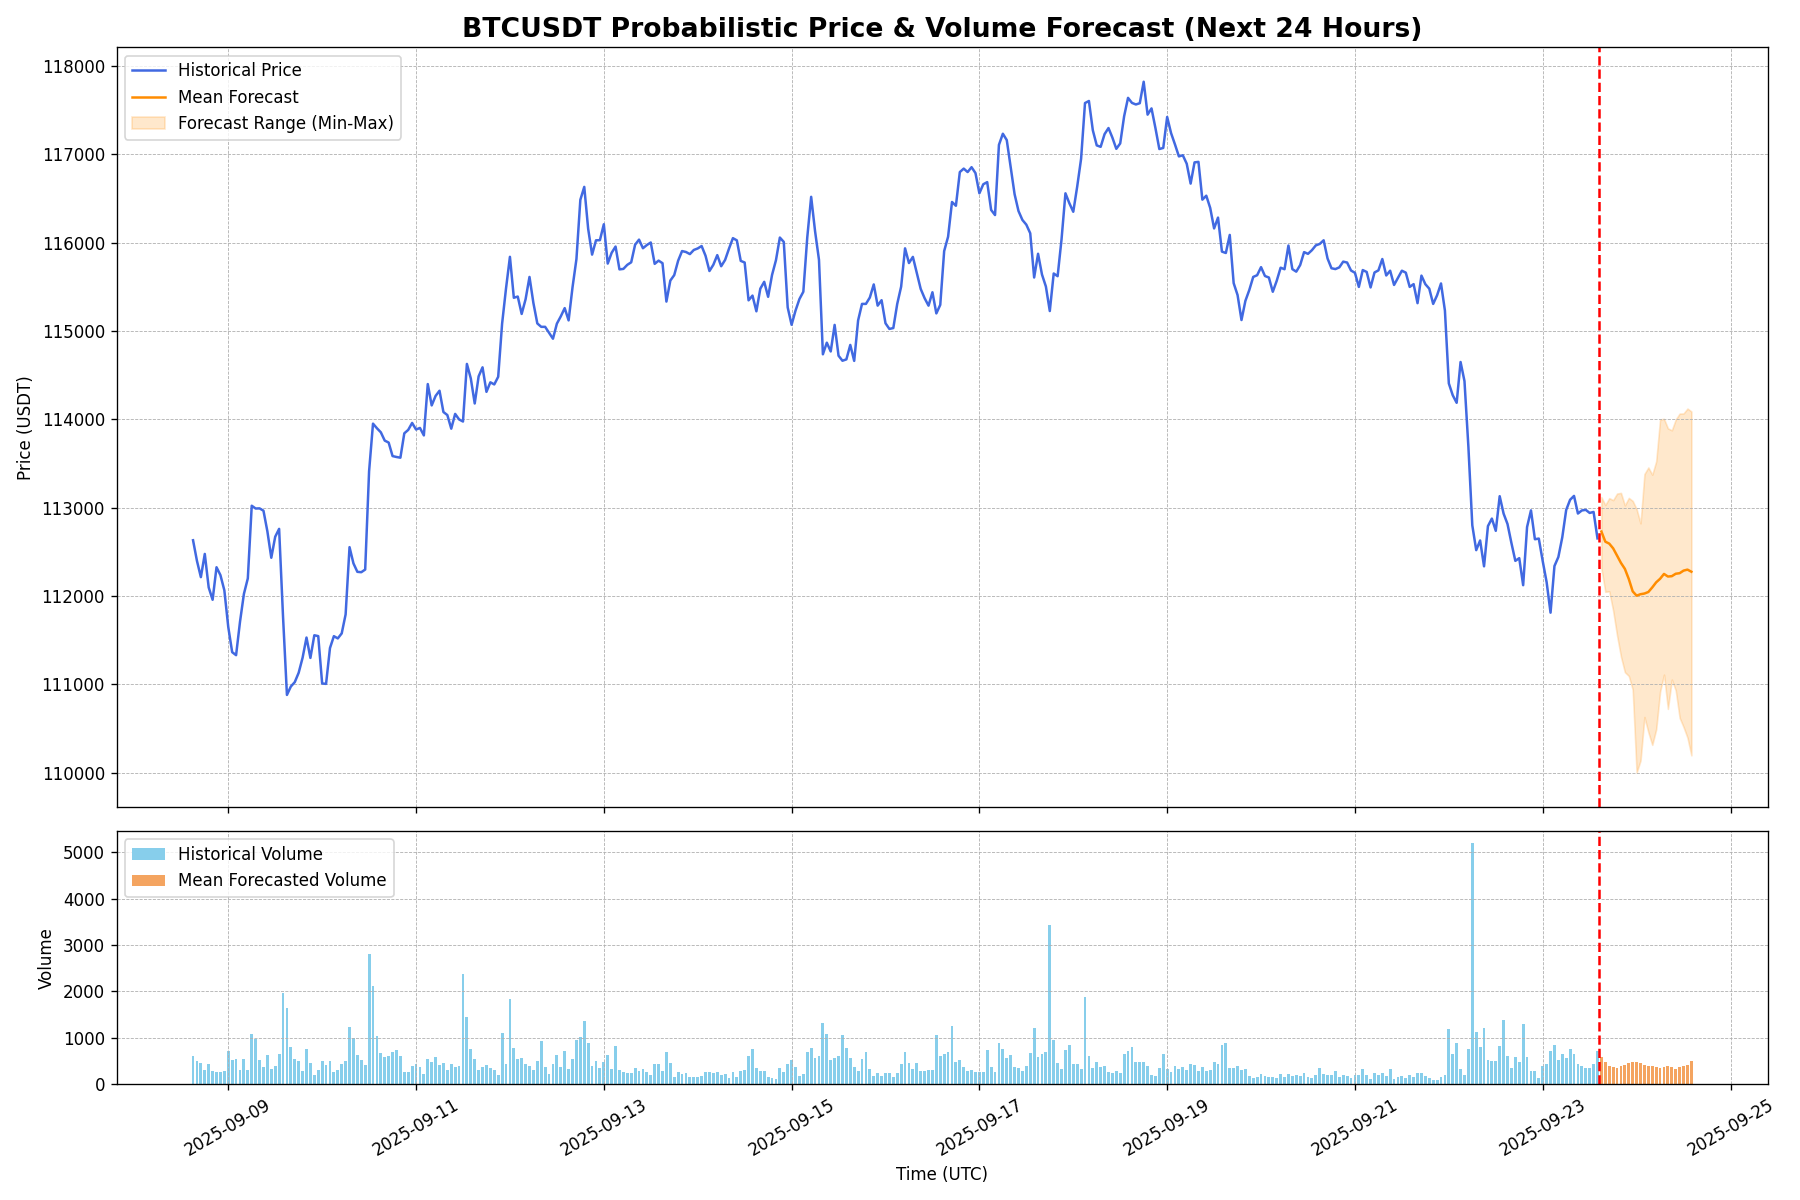 BTCUSDT Probabilistic Price & Volume Forecast (Next 24 Hours)
Historical Price
Mean Forecast
Forecast Range (Min-Max)
118000
117000
116000
115000
114000
113000
112000
111000
110000
Price (USDT)
Historical Volume
Mean Forecasted Volume
5000
4000
3000
2000
1000
0
Volume
2025-09-09
2025-09-11
2025-09-13
2025-09-15
2025-09-17
2025-09-19
2025-09-21
2025-09-23
2025-09-25
Time (UTC)